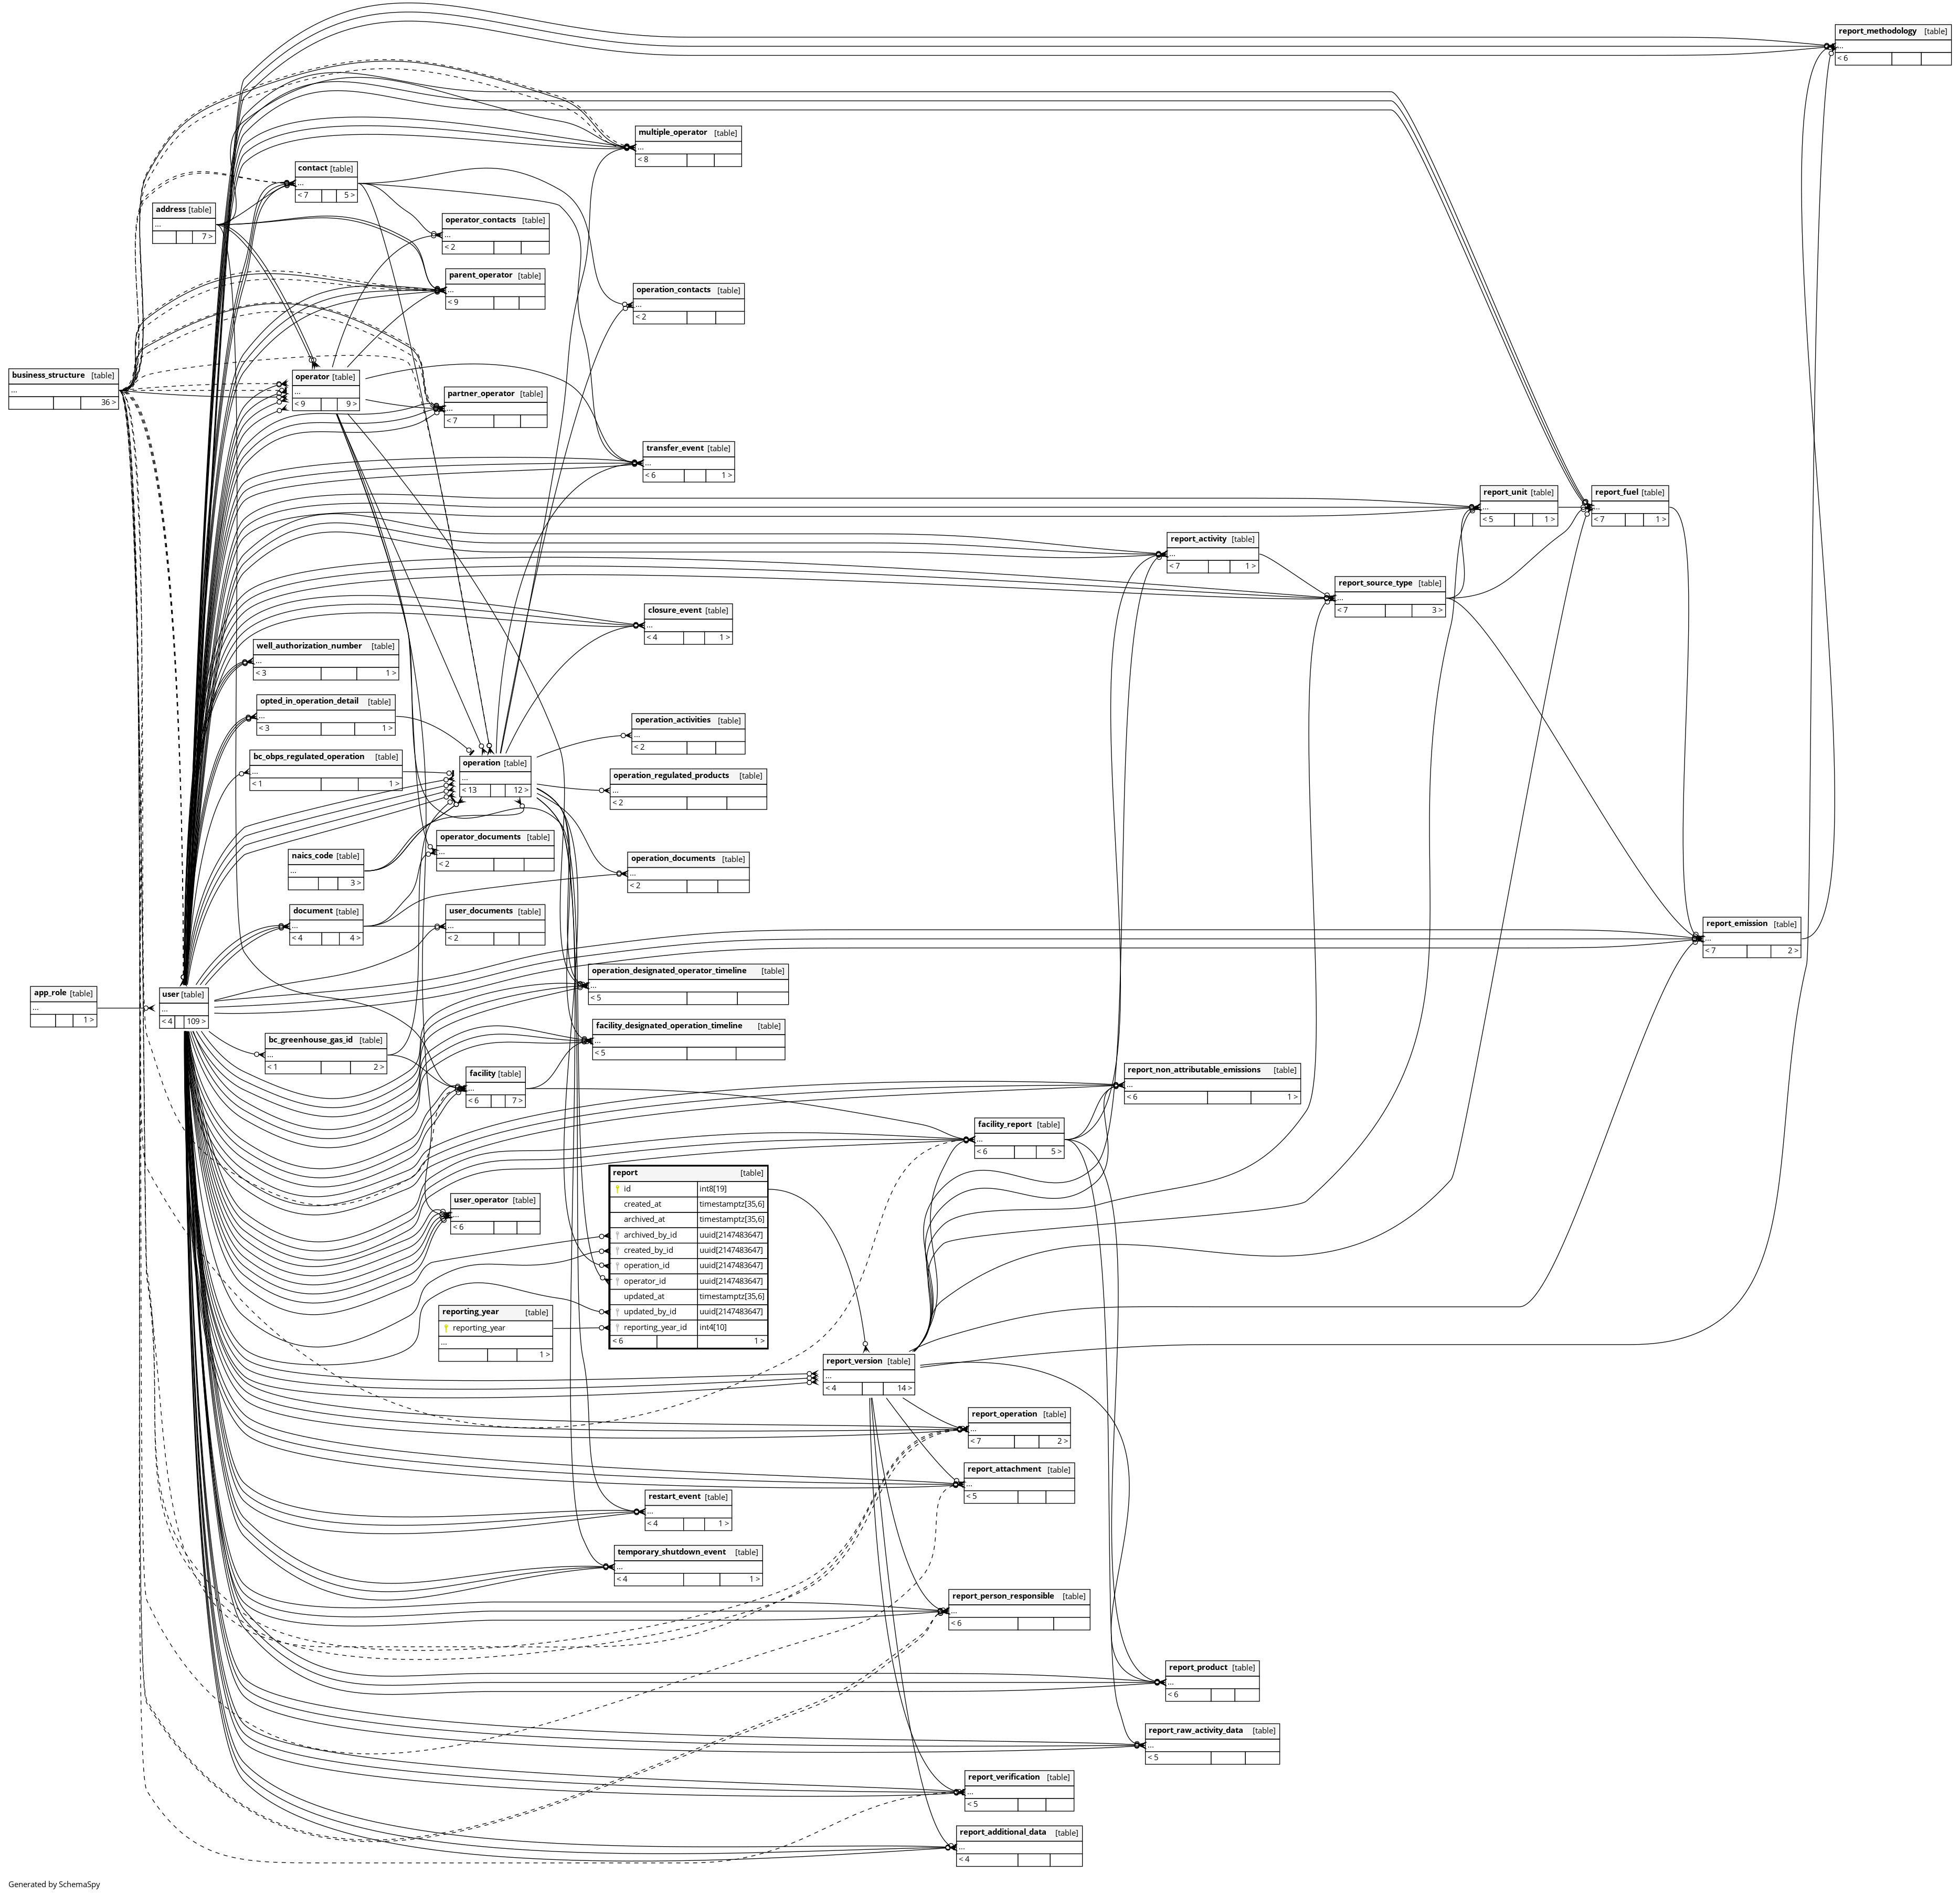 report_methodology [table]
...
< 6
multiple_operator [table]
...
< 8
contact [table]
...
< 7 5 >
address [table]
...
7 >
operator_contacts [table]
...
< 2
parent_operator [table]
...
< 9
operation_contacts [table]
...
< 2
business_structure [table]
...
36 >
operator [table]
...
< 9 9 >
partner_operator [table]
...
< 7
transfer_event [table]
...
< 6 1 >
report_unit [table]
...
< 5 1 >
report_fuel [table]
...
< 7 1 >
report_activity [table]
...
< 7 1 >
report_source_type [table]
...
< 7 3 >
closure_event [table]
...
< 4 1 >
well_authorization_number [table]
...
< 3 1 >
opted_in_operation_detail [table]
...
< 3 1 >
operation_activities [table]
...
< 2
bc_obps_regulated_operation [table]
...
< 1 1 >
operation [table]
...
< 13 12 >
operation_regulated_products [table]
...
< 2
operator_documents [table]
...
< 2
naics_code [table]
...
3 >
operation_documents [table]
...
< 2
document [table]
...
< 4 4 >
user_documents [table]
...
< 2
report_emission [table]
...
< 7 2 >
operation_designated_operator_timeline [table]
...
< 5
app_role [table]
...
1 >
user [table]
...
< 4 109 >
facility_designated_operation_timeline [table]
...
< 5
bc_greenhouse_gas_id [table]
...
< 1 2 >
facility [table]
...
< 6 7 >
report_non_attributable_emissions [table]
...
< 6 1 >
facility_report [table]
...
< 6 5 >
report [table]
id int8[19]
created_at timestamptz[35,6]
archived_at timestamptz[35,6]
archived_by_id uuid[2147483647]
created_by_id uuid[2147483647]
operation_id uuid[2147483647]
operator_id uuid[2147483647]
updated_at timestamptz[35,6]
updated_by_id uuid[2147483647]
reporting_year_id int4[10]
< 6 1 >
user_operator [table]
...
< 6
reporting_year [table]
reporting_year
...
1 >
report_version [table]
...
< 4 14 >
report_operation [table]
...
< 7 2 >
report_attachment [table]
...
< 5
restart_event [table]
...
< 4 1 >
temporary_shutdown_event [table]
...
< 4 1 >
report_person_responsible [table]
...
< 6
report_product [table]
...
< 6
report_raw_activity_data [table]
...
< 5
report_verification [table]
...
< 5
report_additional_data [table]
...
< 4
Generated by SchemaSpy